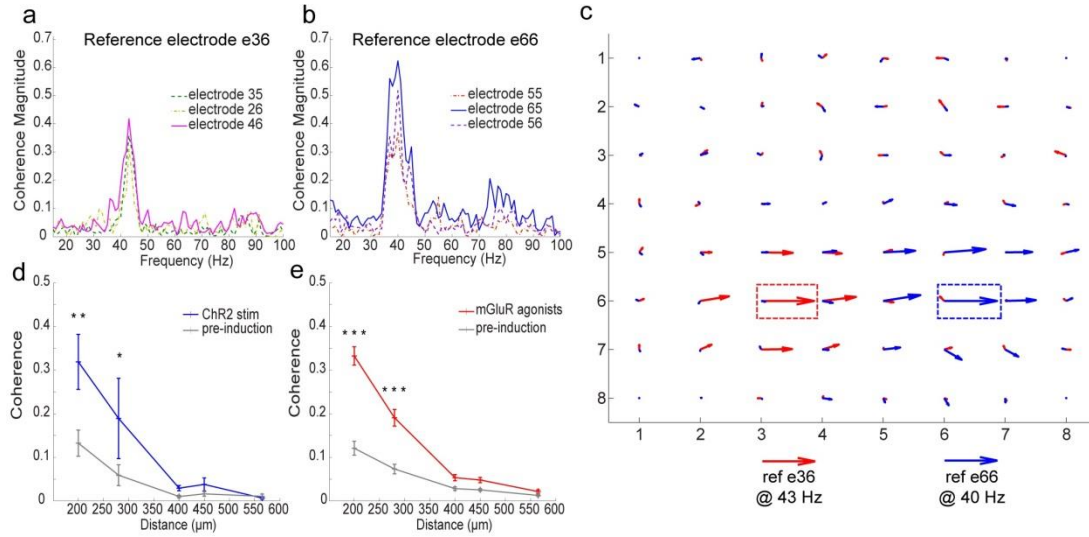 a
Reference electrode e36
Coherence Magnitude
0.7
0.6
0.5
0.4
0.3
0.2
0.1
0
electrode 35
electrode 26
electrode 46
20 30 40 50 60 70 80 90 100
Frequency (Hz)
b
Reference electrode e66
Coherence Magnitude
0.7
0.6
0.5
0.4
0.3
0.2
0.1
0
electrode 55
electrode 65
electrode 56
20 30 40 50 60 70 80 90 100
Frequency (Hz)
c
1
2
3
4
5
6
7
8
1 2 3 4 5 6 7 8
ref e36
@ 43 Hz
ref e66
@ 40 Hz
d
Coherence
0.5
0.4
0.3
0.2
0.1
0
* *
*
ChR2 stim
pre-induction
200 250 300 350 400 450 500 550 600
Distance (µm)
e
Coherence
0.5
0.4
0.3
0.2
0.1
0
* * *
* * *
mGluR agonists
pre-induction
200 250 300 350 400 450 500 550 600
Distance (µm)